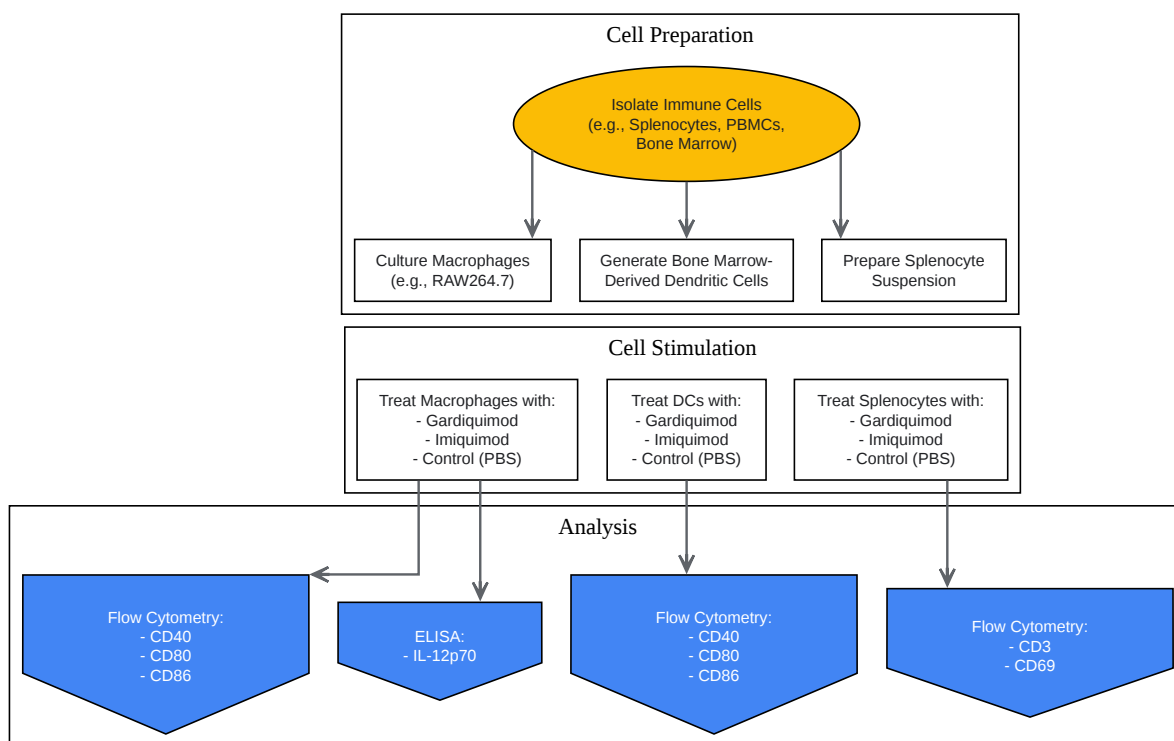 Cell Preparation
Isolate Immune Cells
(e.g., Splenocytes, PBMCs,
Bone Marrow)
Culture Macrophages
(e.g., RAW264.7)
Generate Bone Marrow-
Derived Dendritic Cells
Prepare Splenocyte
Suspension
Cell Stimulation
Treat Macrophages with:
- Gardiquimod
- Imiquimod
- Control (PBS)
Treat DCs with:
- Gardiquimod
- Imiquimod
- Control (PBS)
Treat Splenocytes with:
- Gardiquimod
- Imiquimod
- Control (PBS)
Analysis
Flow Cytometry:
- CD40
- CD80
- CD86
ELISA:
- IL-12p70
Flow Cytometry:
- CD40
- CD80
- CD86
Flow Cytometry:
- CD3
- CD69